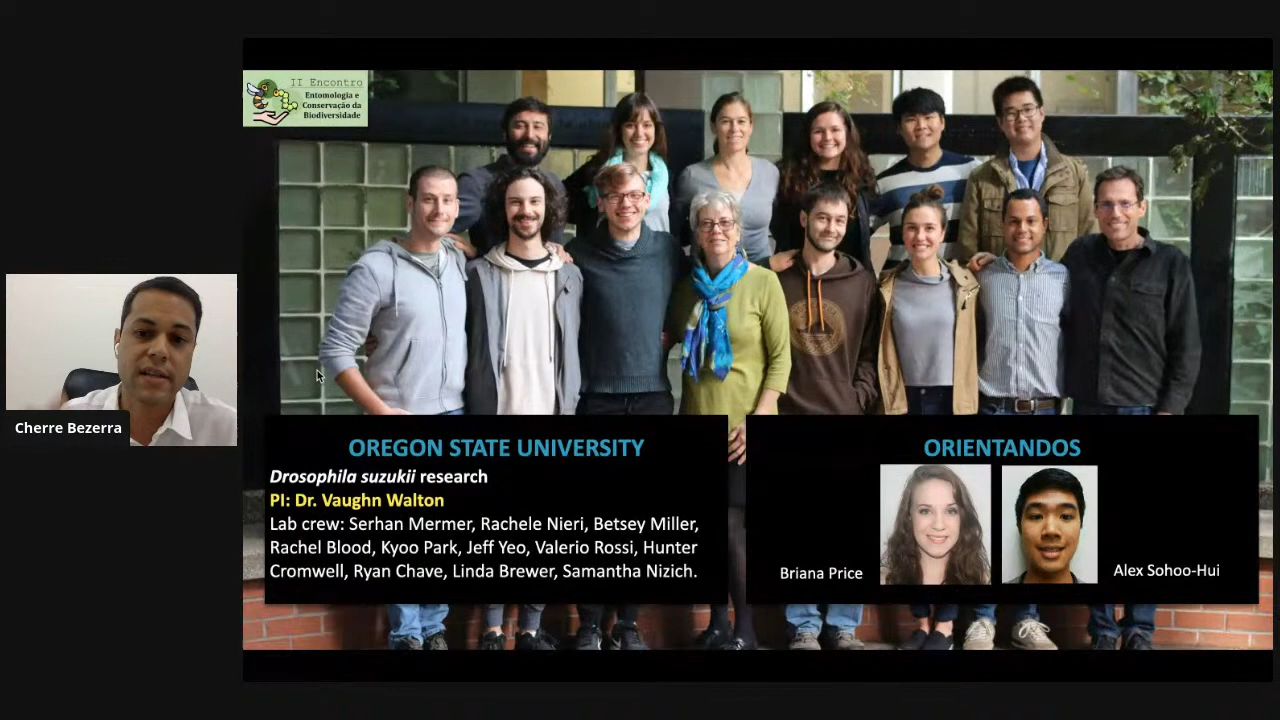 II Encontro
Entomologia e
Conservação da
Biodiversidade
Cherre Bezerra
OREGON STATE UNIVERSITY
Drosophila suzukii research
PI: Dr. Vaughn Walton
Lab crew: Serhan Mermer, Rachele Nieri, Betsey Miller,
Rachel Blood, Kyoo Park, Jeff Yeo, Valerio Rossi, Hunter
Cromwell, Ryan Chave, Linda Brewer, Samantha Nizich.
ORIENTANDOS
Briana Price
Alex Sohoo-Hui